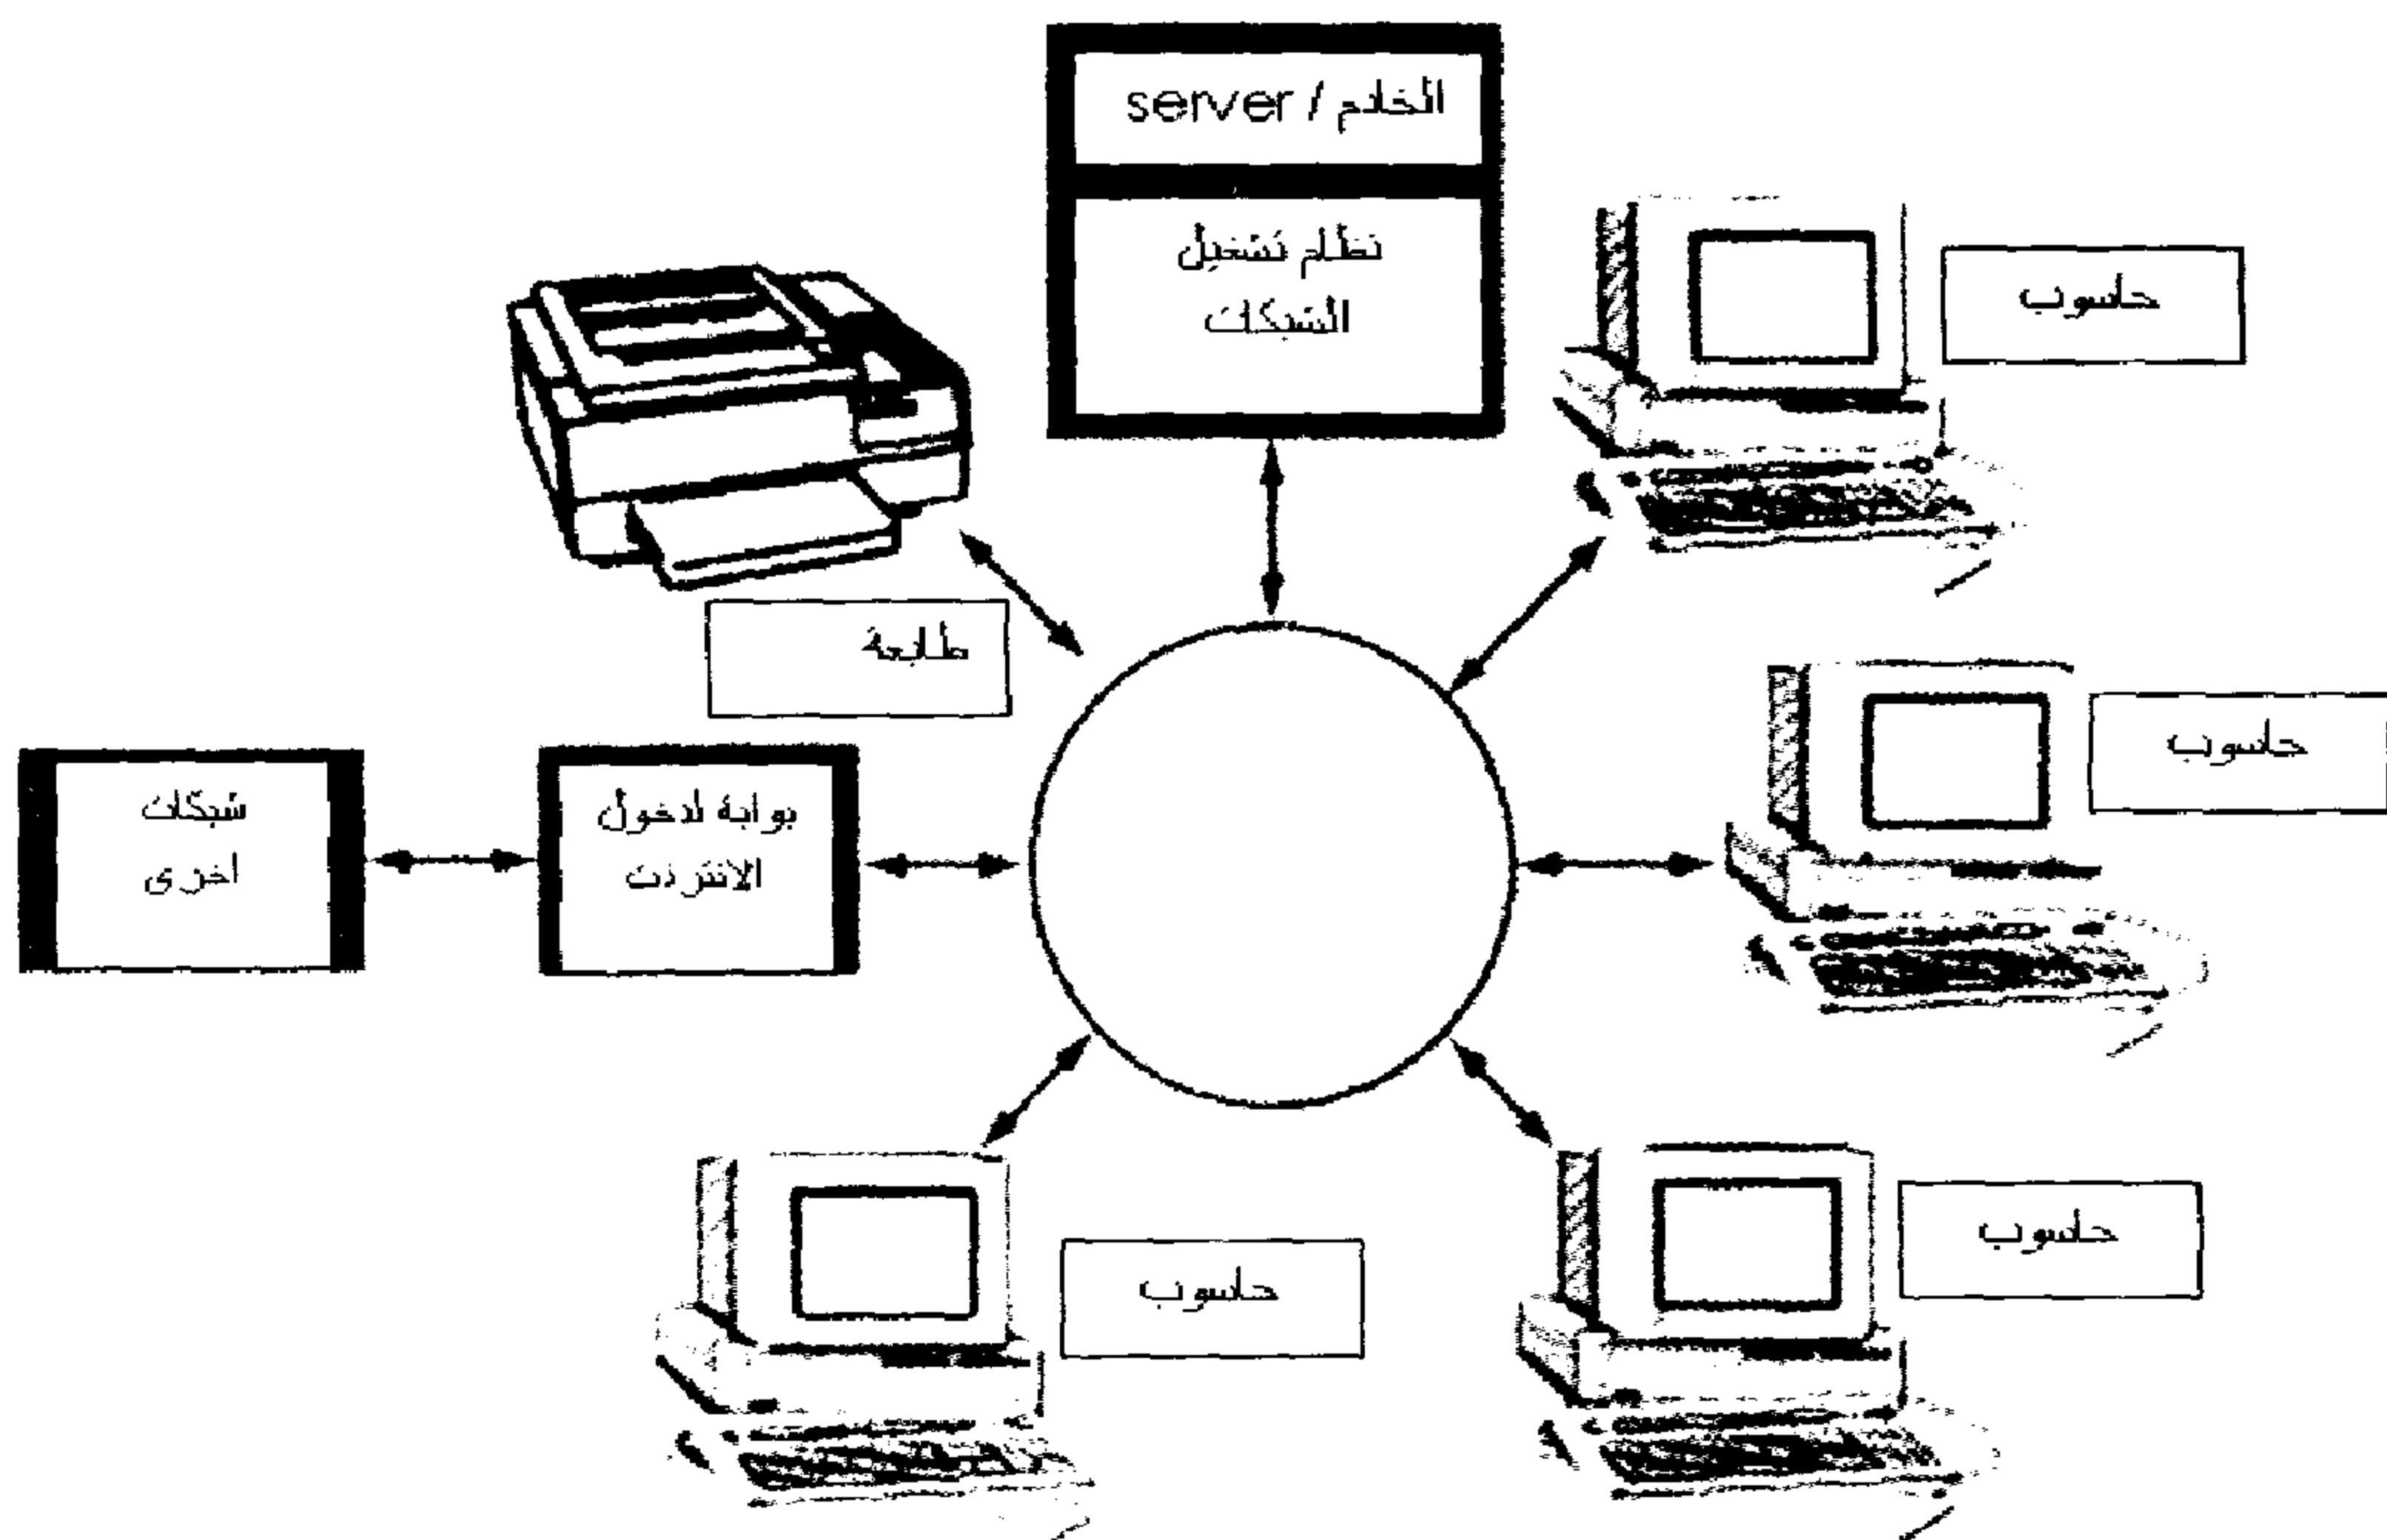 الخادم / server
نظام تشغيل
الشبكات
حاسوب
طابعة
حاسوب
بوابة لدخول
الانترنت
شبكات
اخرى
حاسوب
حاسوب